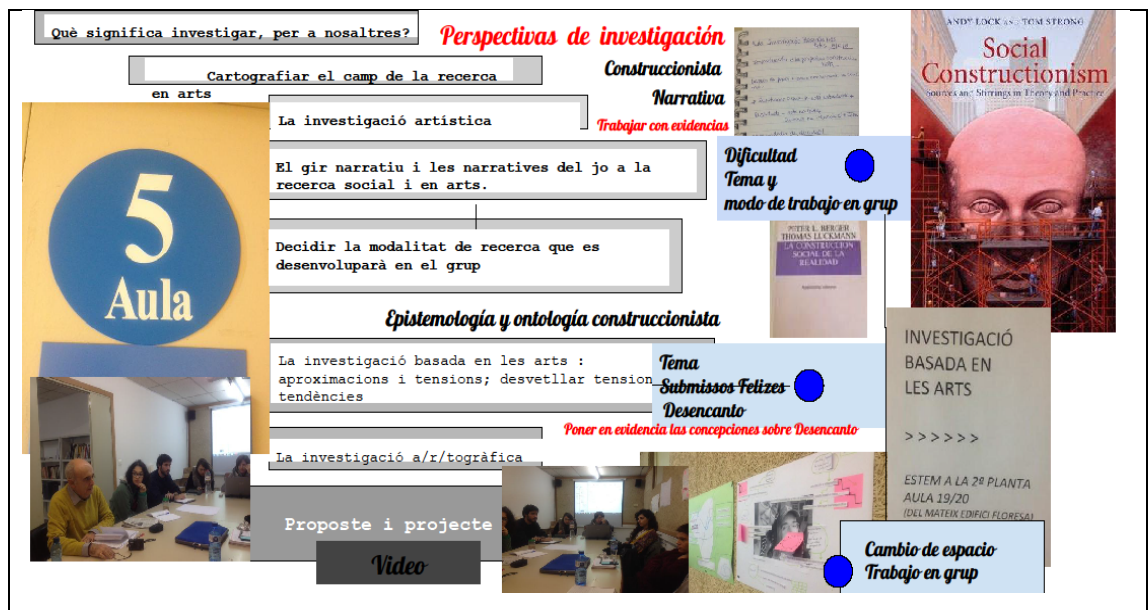 Què significa investigar, per a nosaltres?
Perspectivas de investigación
Construccionista
Narrativa
Trabajar con evidencias
Cartografiar el camp de la recerca
en arts
La investigació artística
El gir narratiu i les narratives del jo a la
recerca social i en arts.
Decidir la modalitat de recerca que es
desenvoluparà en el grup
Epistemología y ontología construccionista
La investigació basada en les arts :
aproximacions i tensions; desvetllar tension
tendències
La investigació a/r/togràfica
Proposte i projecte
Video
5
Aula
ANDY LOCK AND TOM STRONG
Social
Constructionism
Sources and Stirrings in Theory and Practice
Dificultad
Tema y
modo de trabajo en grup
PETER L. BERGER
THOMAS LUCKMANN
LA CONSTRUCCION
SOCIAL DE LA
REALIDAD
Tema
Submissos Felizes
Desencanto
Poner en evidencia las concepciones sobre Desencanto
INVESTIGACIÓ
BASADA EN
LES ARTS
>>>>>>
ESTEM A LA 2ª PLANTA
AULA 19/20
(DEL MATEIX EDIFICI FLORESA)
Cambio de espacio
Trabajo en grup